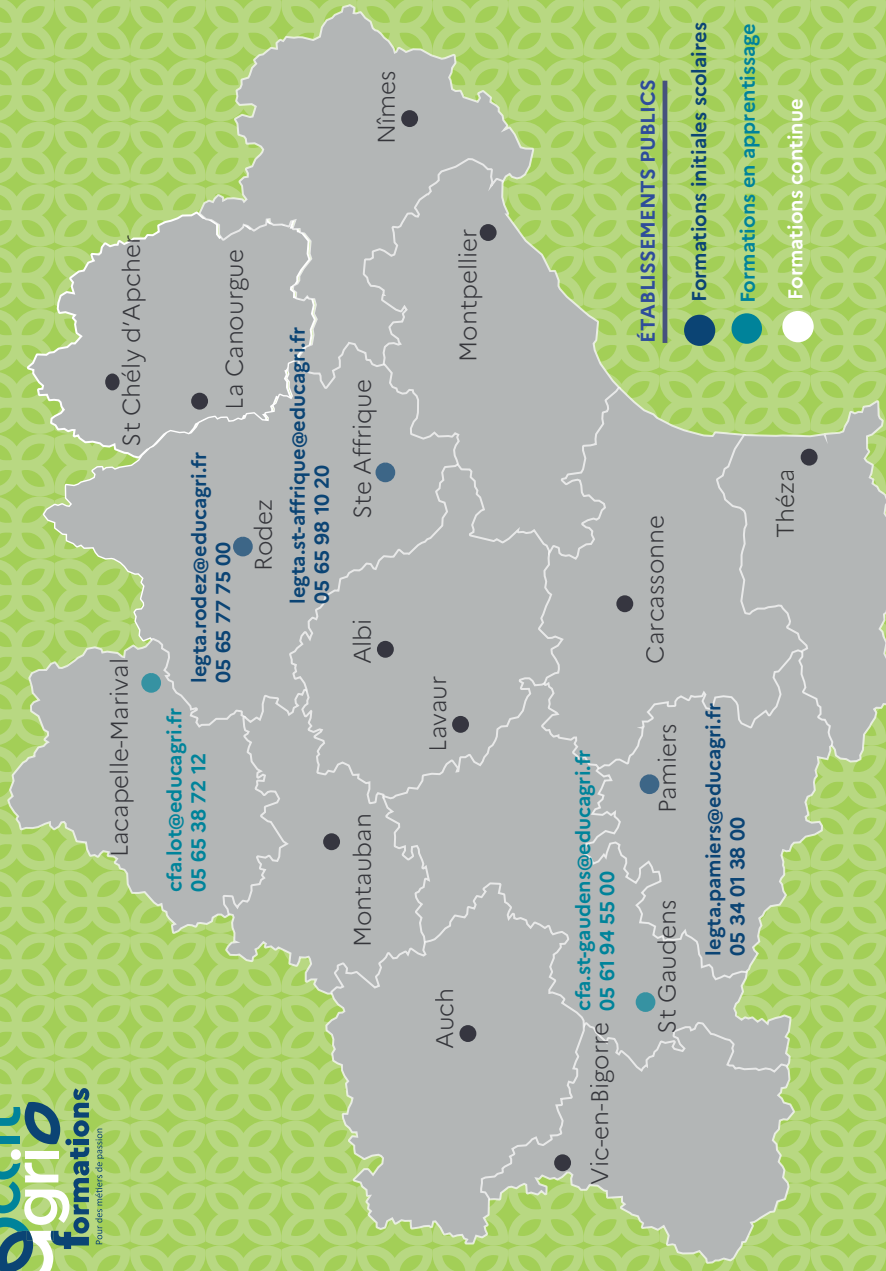 agri
formations
Pour des métiers de passion
Lacapelle-Marival
cfa.lot@educagri.fr
05 65 38 72 12
St Chély d'Apcher
La Canourgue
legta.rodez@educagri.fr
05 65 77 75 00
Rodez
legta.st-affrique@educagri.fr
05 65 98 10 20
Ste Affrique
Nîmes
Montpellier
Montauban
Albi
Lavaur
Auch
Vic-en-Bigorre
cfa.st-gaudens@educagri.fr
05 61 94 55 00
St Gaudens
Pamiers
legta.pamiers@educagri.fr
05 34 01 38 00
Carcassonne
Théza
ÉTABLISSEMENTS PUBLICS
Formations initiales scolaires
Formations en apprentissage
Formations continue